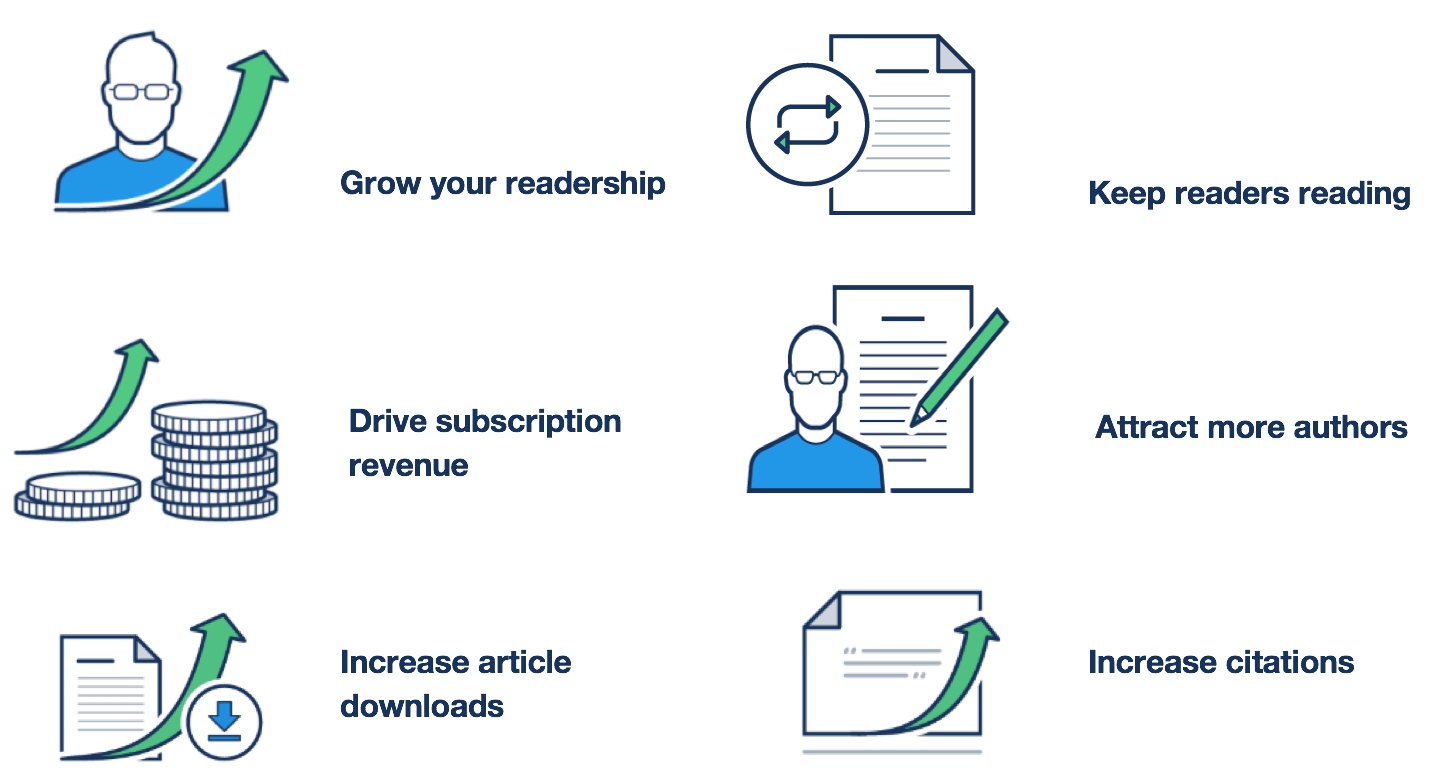 Grow your readership
Keep readers reading
Drive subscription
revenue
Attract more authors
Increase article
downloads
Increase citations